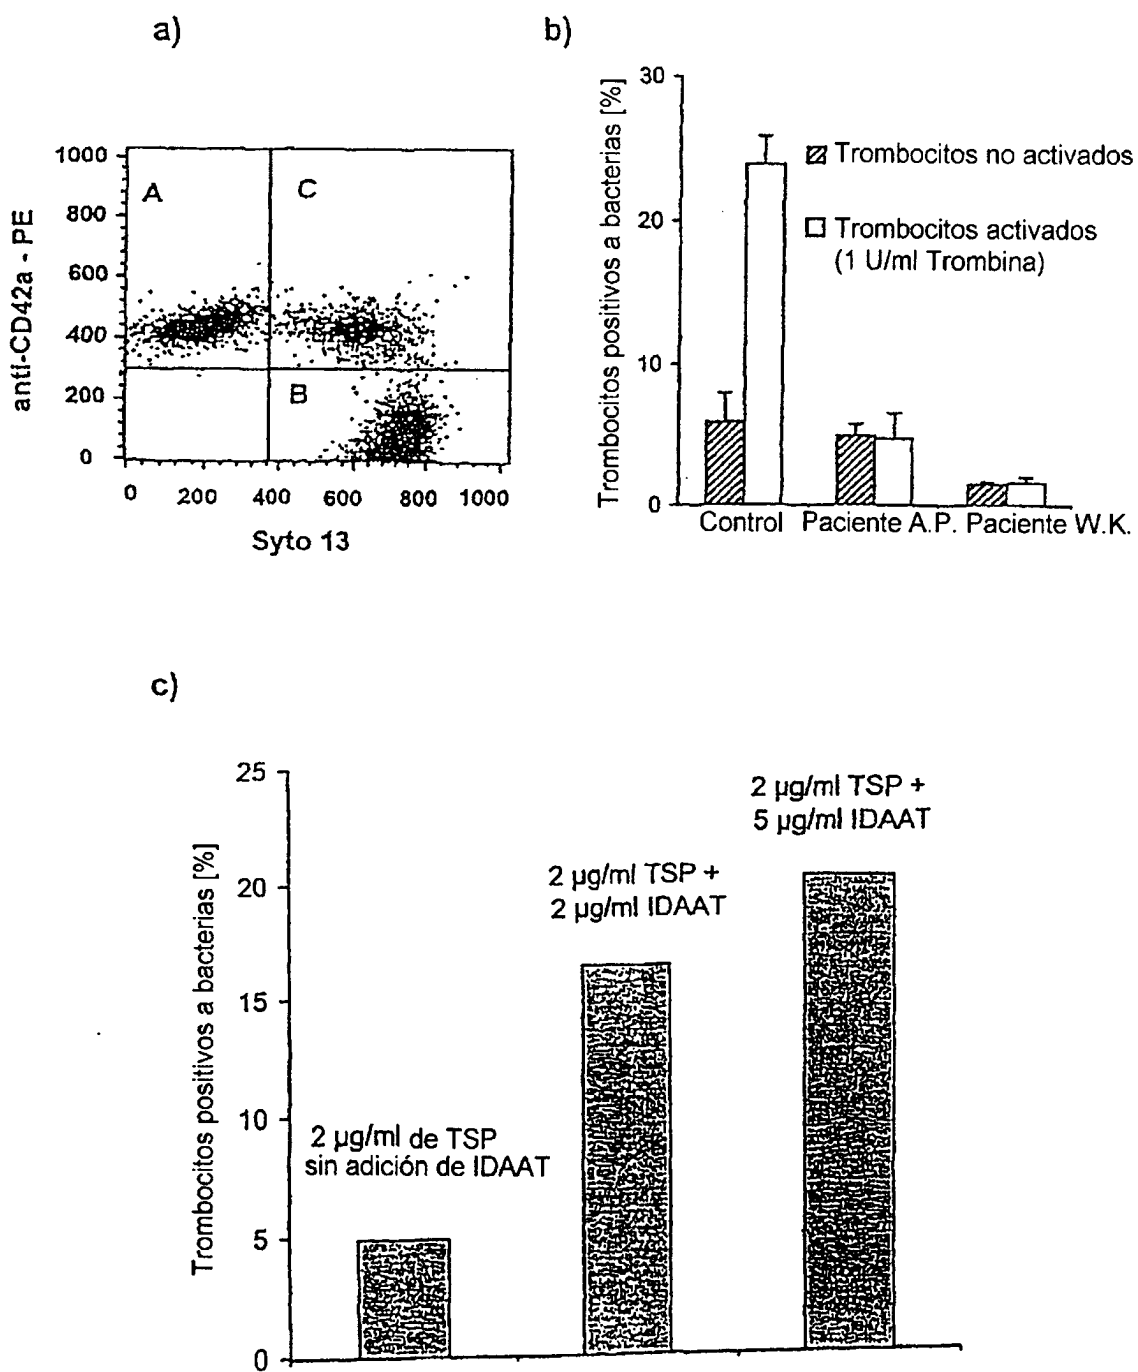 a)
1000
800
600
400
200
0
anti-CD42a - PE
A
C
B
0 200 400 600 800 1000
Syto 13
b)
30
20
10
0
Trombocitos positivos a bacterias [%]
Trombocitos no activados
Trombocitos activados
(1 U/ml Trombina)
Control Paciente A.P. Paciente W.K.
c)
25
20
15
10
5
0
Trombocitos positivos a bacterias [%]
2 µg/ml de TSP
sin adición de IDAAT
2 µg/ml TSP +
2 µg/ml IDAAT
2 µg/ml TSP +
5 µg/ml IDAAT